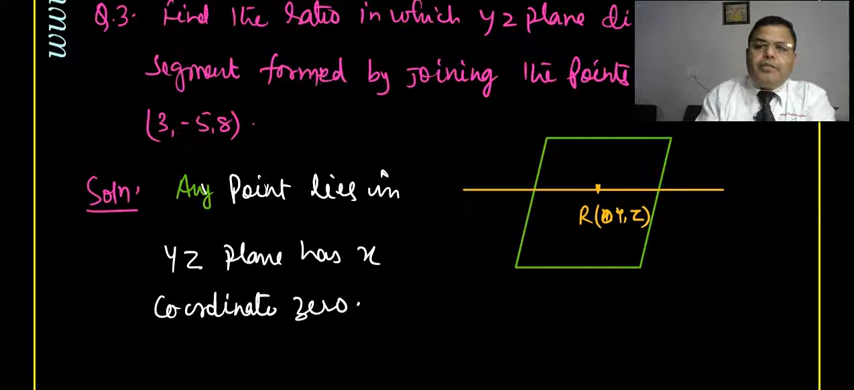 Q.3. Find the ratio in which YZ plane di
segment formed by joining the points
(3,-5,8).
Soln. Any Point lies in
YZ plane has x
Coordinate zero.
R( Y, Z)